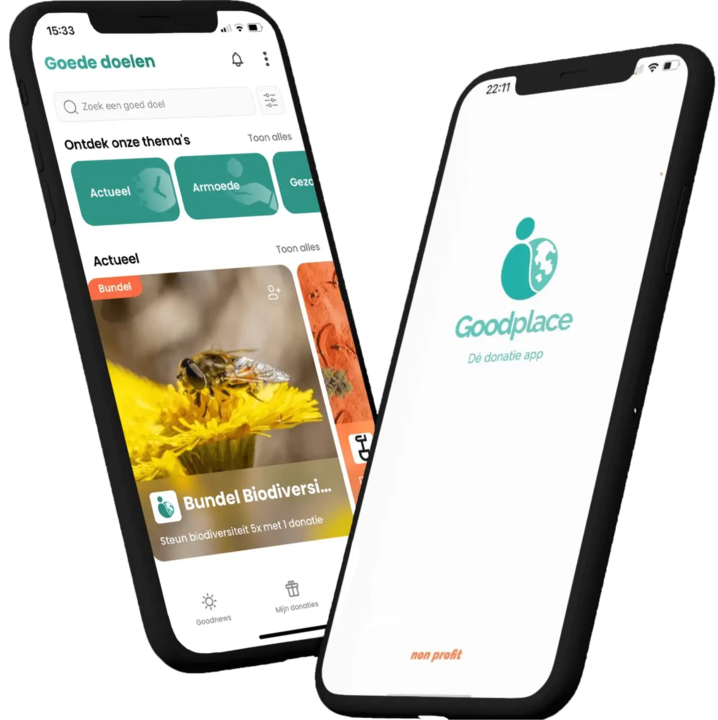 15:33
Goede doelen
Zoek een goed doel
Ontdek onze thema's
Toon alles
Actueel
Armoede
Gezo
Actueel
Toon alles
Bundel
Bundel Biodiversi...
Steun biodiversiteit 5x met 1 donatie
Goodnews
Mijn donaties
22:11
Goodplace
Dé donatie app
non profit